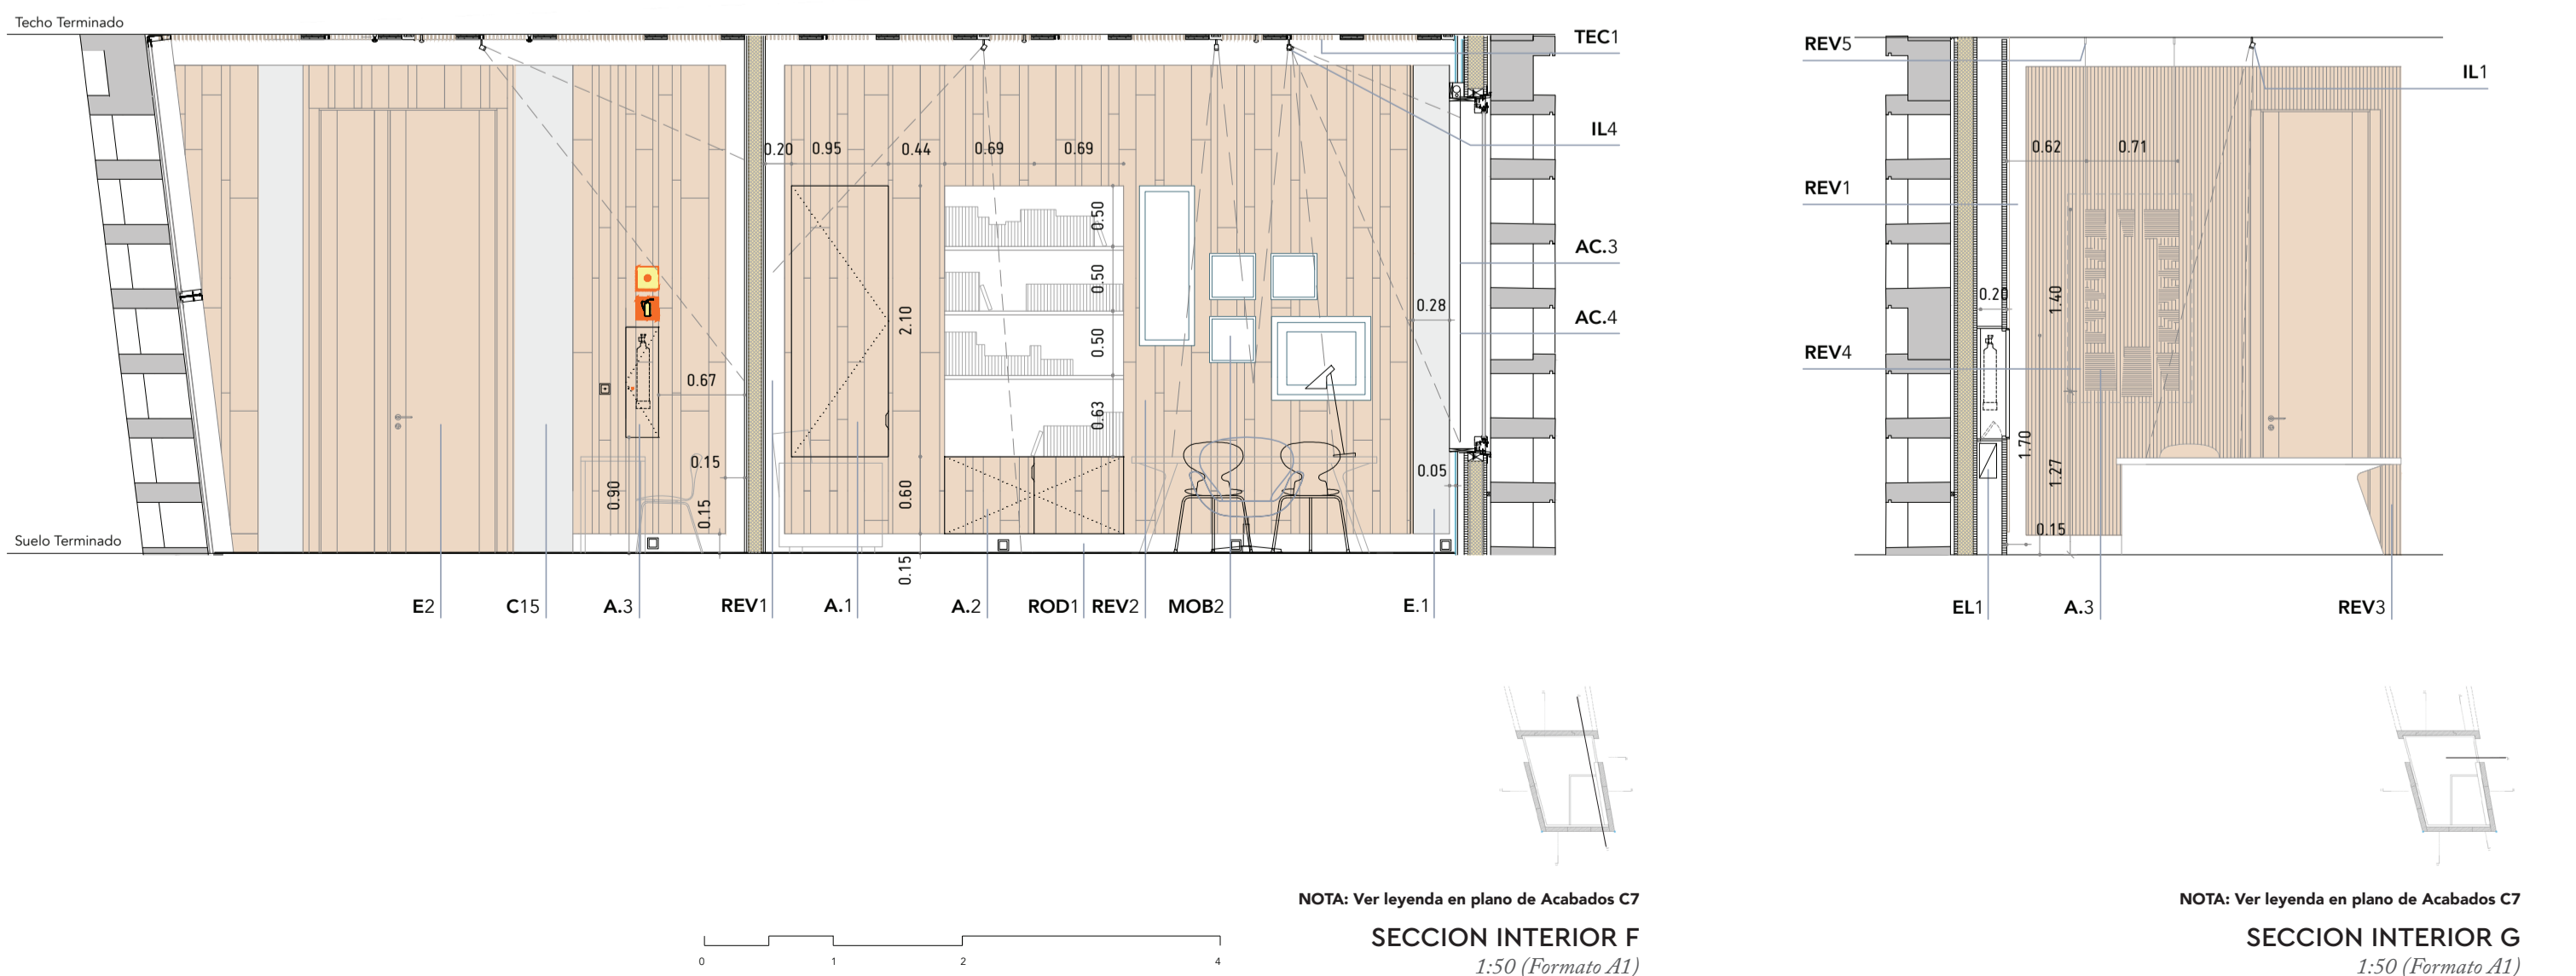 Techo Terminado
TEC1
IL4
0.20 0.95 0.44 0.69 0.69
0.50
0.50
2.10
0.28
AC.3
AC.4
0.50
0.67
0.63
0.15
0.90
0.15
0.60
0.05
Suelo Terminado
0.15
E2 C15 A.3 REV1 A.1 A.2 ROD1 REV2 MOB2 E.1
REV5
IL1
0.62 0.71
REV1
0.20
1.40
REV4
1.70
1.27
0.15
EL1 A.3 REV3
NOTA: Ver leyenda en plano de Acabados C7
SECCION INTERIOR F
1:50 (Formato A1)
0 1 2 4
NOTA: Ver leyenda en plano de Acabados C7
SECCION INTERIOR G
1:50 (Formato A1)